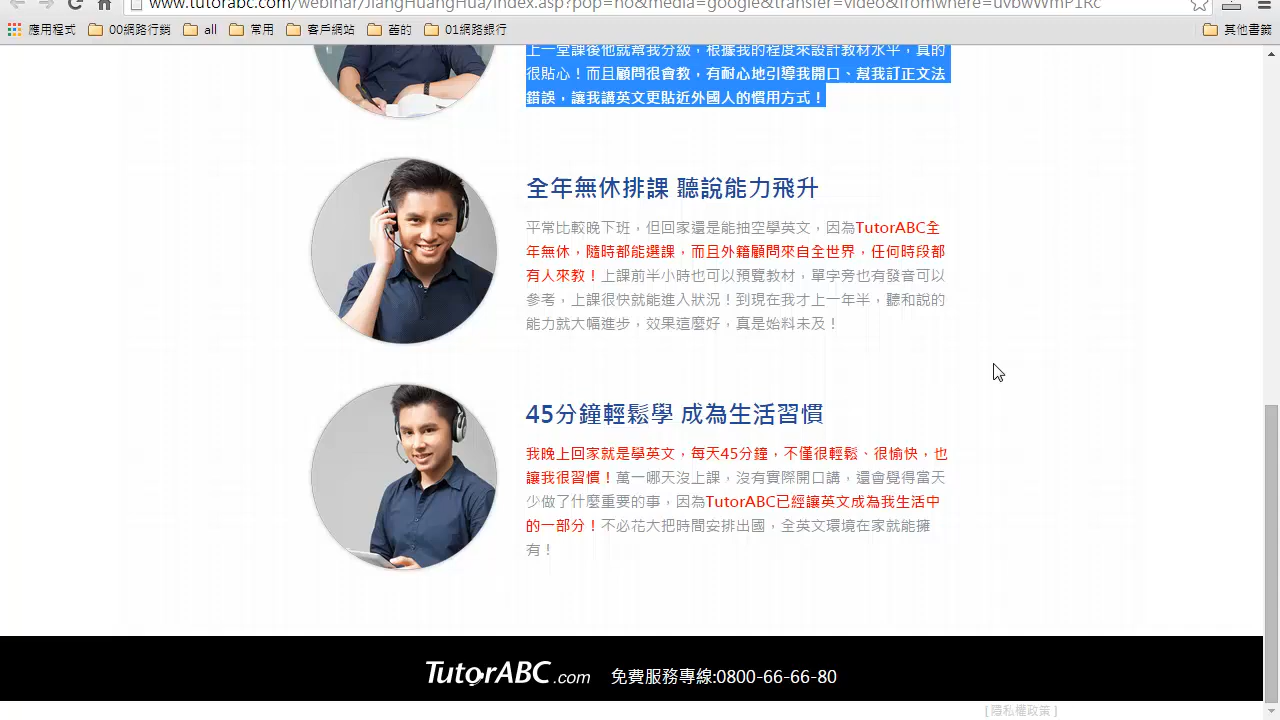 www.tutorabc.com/webinar/JiangHuangHua/index.asp?pop=no&media=google&transfer=video&fromwhere=uvbwWmP1Rc
應用程式 00網路行銷 all 常用 客戶網站 舊的 01網路銀行 其他書籤
上一堂課後他就幫我分級，根據我的程度來設計教材水平，真的
很貼心！而且顧問很會教，有耐心地引導我開口、幫我訂正文法
錯誤，讓我講英文更貼近外國人的慣用方式！
全年無休排課 聽說能力飛升
平常比較晚下班，但回家還是能抽空學英文，因為TutorABC全
年無休，隨時都能選課，而且外籍顧問來自全世界，任何時段都
有人來教！上課前半小時也可以預覽教材，單字旁也有發音可以
參考，上課很快就能進入狀況！到現在我才上一年半，聽和說的
能力就大幅進步，效果這麼好，真是始料未及！
45分鐘輕鬆學 成為生活習慣
我晚上回家就是學英文，每天45分鐘，不僅很輕鬆、很愉快，也
讓我很習慣！萬一哪天沒上課，沒有實際開口講，還會覺得當天
少做了什麼重要的事，因為TutorABC已經讓英文成為我生活中
的一部分！不必花大把時間安排出國，全英文環境在家就能擁
有！
TutorABC.com 免費服務專線:0800-66-66-80
[隱私權政策]